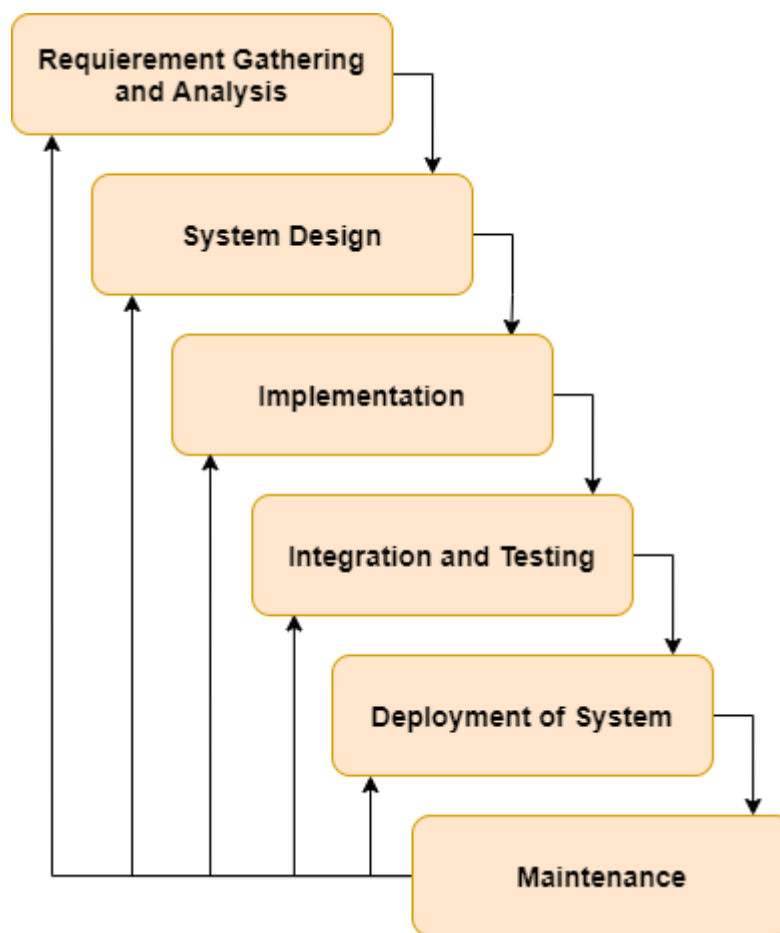 Requierement Gathering
and Analysis
System Design
Implementation
Integration and Testing
Deployment of System
Maintenance